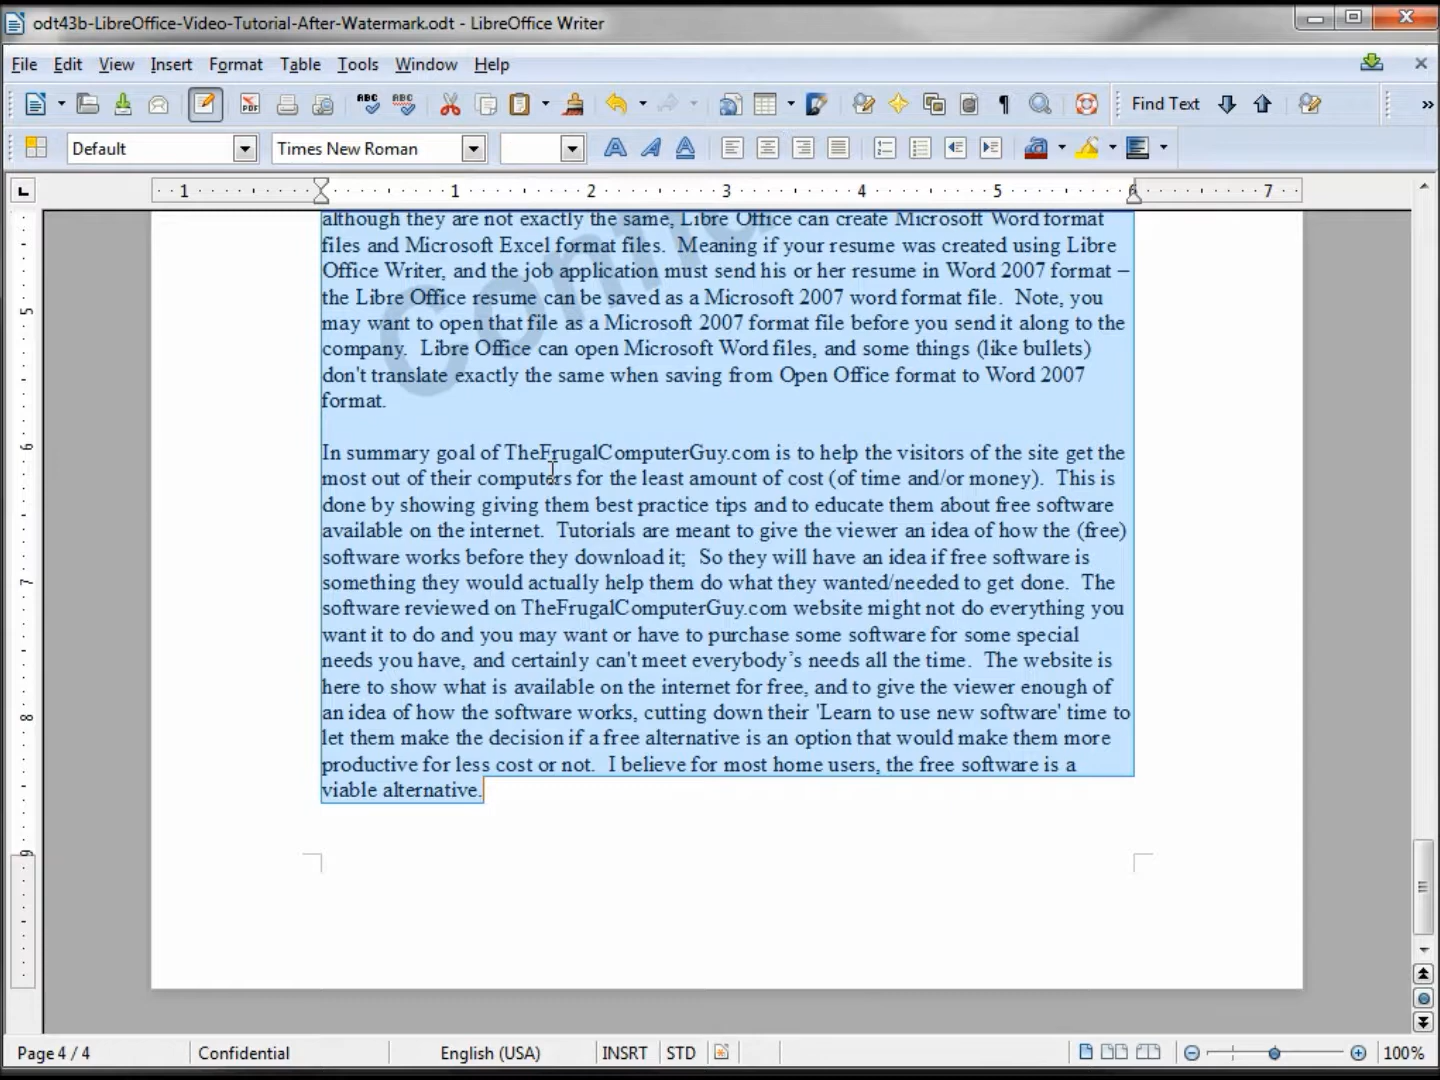 odt43b-LibreOffice-Video-Tutorial-After-Watermark.odt - LibreOffice Writer
File Edit View Insert Format Table Tools Window Help
PDF ABC ABC Find Text »
Default Times New Roman
1 1 2 3 4 5 6 7
although they are not exactly the same, Libre Office can create Microsoft Word format
files and Microsoft Excel format files.  Meaning if your resume was created using Libre
Office Writer, and the job application must send his or her resume in Word 2007 format –
the Libre Office resume can be saved as a Microsoft 2007 word format file.  Note, you
5
may want to open that file as a Microsoft 2007 format file before you send it along to the
company.  Libre Office can open Microsoft Word files, and some things (like bullets)
don't translate exactly the same when saving from Open Office format to Word 2007
format.
6
In summary goal of TheFrugalComputerGuy.com is to help the visitors of the site get the
most out of their computers for the least amount of cost (of time and/or money).  This is
done by showing giving them best practice tips and to educate them about free software
available on the internet.  Tutorials are meant to give the viewer an idea of how the (free)
software works before they download it;  So they will have an idea if free software is
7
something they would actually help them do what they wanted/needed to get done.  The
software reviewed on TheFrugalComputerGuy.com website might not do everything you
want it to do and you may want or have to purchase some software for some special
needs you have, and certainly can't meet everybody’s needs all the time.  The website is
here to show what is available on the internet for free, and to give the viewer enough of
8
an idea of how the software works, cutting down their 'Learn to use new software' time to
let them make the decision if a free alternative is an option that would make them more
productive for less cost or not.  I believe for most home users, the free software is a
viable alternative.
9
Page 4 / 4 Confidential English (USA) INSRT STD 100%